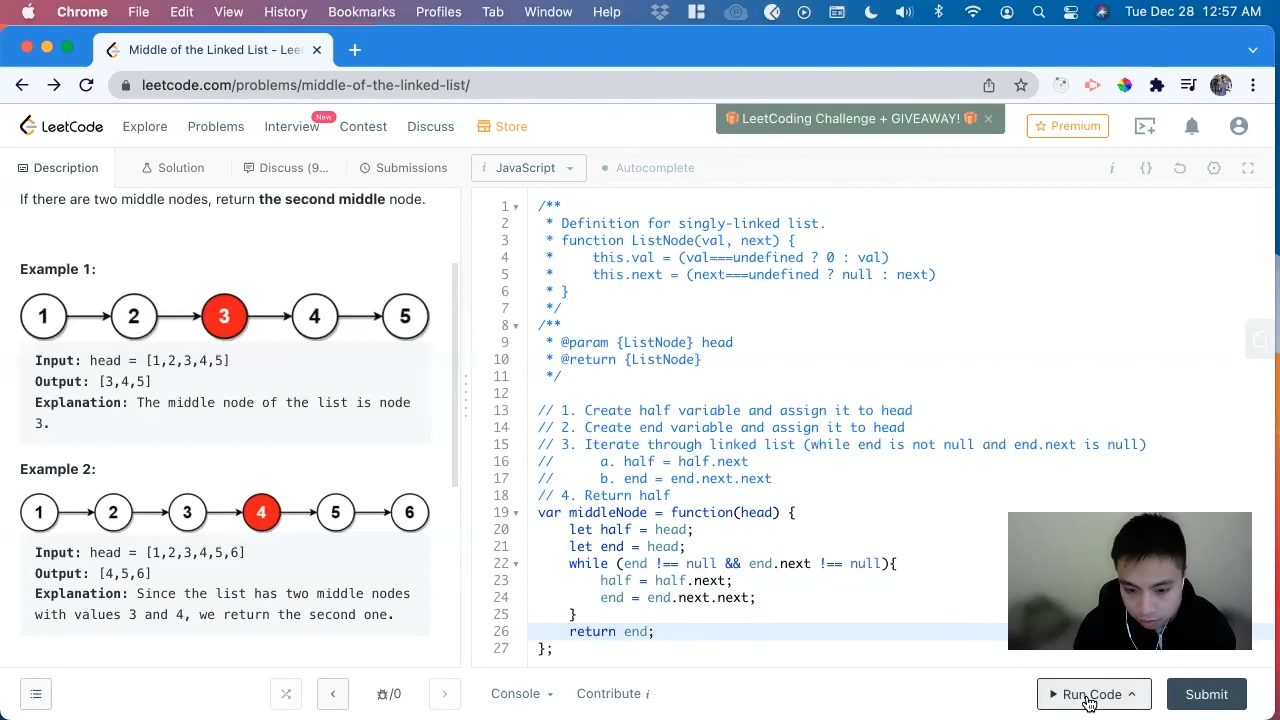 Chrome File Edit View History Bookmarks Profiles Tab Window Help Tue Dec 28 12:57 AM
Middle of the Linked List - Leet
leetcode.com/problems/middle-of-the-linked-list/
LeetCode Explore Problems Interview New Contest Discuss Store LeetCoding Challenge + GIVEAWAY! Premium
Description Solution Discuss (9... Submissions i JavaScript Autocomplete
If there are two middle nodes, return the second middle node.
Example 1:
1 2 3 4 5
Input: head = [1,2,3,4,5]
Output: [3,4,5]
Explanation: The middle node of the list is node
3.
Example 2:
1 2 3 4 5 6
Input: head = [1,2,3,4,5,6]
Output: [4,5,6]
Explanation: Since the list has two middle nodes
with values 3 and 4, we return the second one.
1 /**
2 * Definition for singly-linked list.
3 * function ListNode(val, next) {
4 *     this.val = (val===undefined ? 0 : val)
5 *     this.next = (next===undefined ? null : next)
6 * }
7 */
8 /**
9 * @param {ListNode} head
10 * @return {ListNode}
11 */
12
13 // 1. Create half variable and assign it to head
14 // 2. Create end variable and assign it to head
15 // 3. Iterate through linked list (while end is not null and end.next is null)
16 //      a. half = half.next
17 //      b. end = end.next.next
18 // 4. Return half
19 var middleNode = function(head) {
20     let half = head;
21     let end = head;
22     while (end !== null && end.next !== null){
23         half = half.next;
24         end = end.next.next;
25     }
26     return end;
27 };
/0 Console Contribute i Run Code Submit